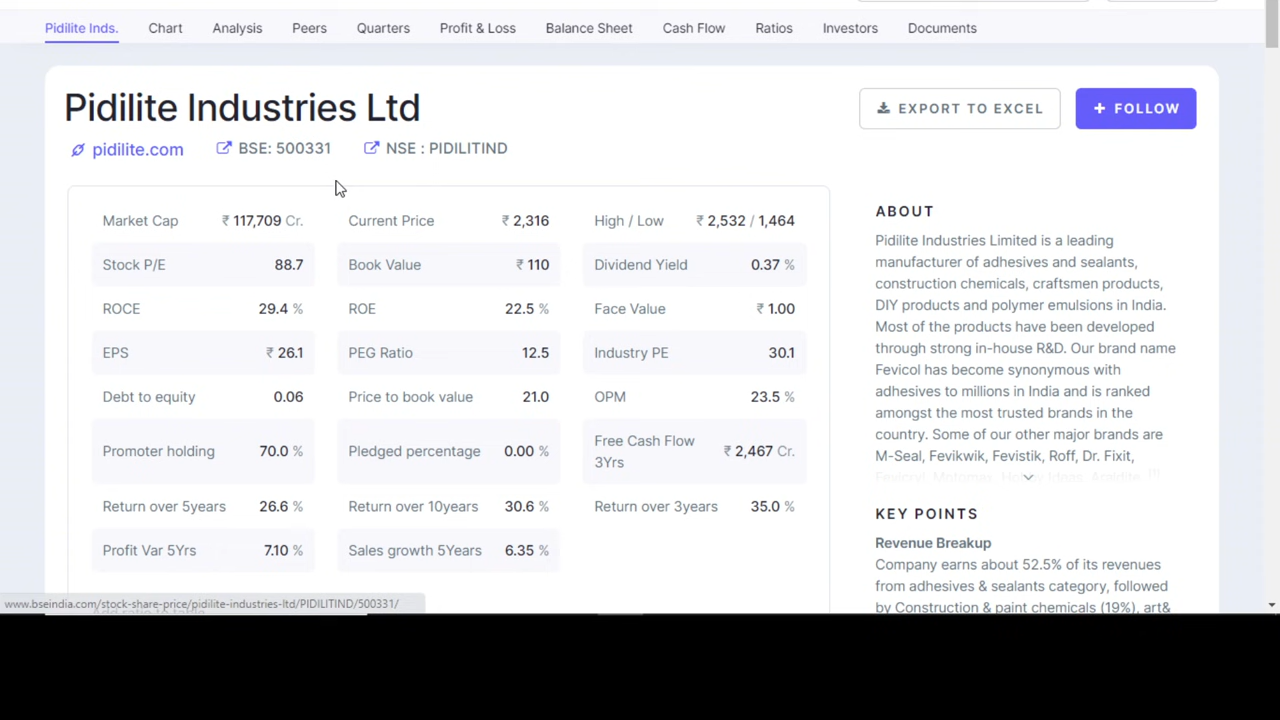 Pidilite Inds. Chart Analysis Peers Quarters Profit & Loss Balance Sheet Cash Flow Ratios Investors Documents
Pidilite Industries Ltd
EXPORT TO EXCEL
+ FOLLOW
pidilite.com BSE: 500331 NSE : PIDILITIND
Market Cap ₹ 117,709 Cr. Current Price ₹ 2,316 High / Low ₹ 2,532 / 1,464
Stock P/E 88.7 Book Value ₹ 110 Dividend Yield 0.37 %
ROCE 29.4 % ROE 22.5 % Face Value ₹ 1.00
EPS ₹ 26.1 PEG Ratio 12.5 Industry PE 30.1
Debt to equity 0.06 Price to book value 21.0 OPM 23.5 %
Promoter holding 70.0 % Pledged percentage 0.00 % Free Cash Flow
3Yrs ₹ 2,467 Cr.
Return over 5years 26.6 % Return over 10years 30.6 % Return over 3years 35.0 %
Profit Var 5Yrs 7.10 % Sales growth 5Years 6.35 %
ABOUT
Pidilite Industries Limited is a leading
manufacturer of adhesives and sealants,
construction chemicals, craftsmen products,
DIY products and polymer emulsions in India.
Most of the products have been developed
through strong in-house R&D. Our brand name
Fevicol has become synonymous with
adhesives to millions in India and is ranked
amongst the most trusted brands in the
country. Some of our other major brands are
M-Seal, Fevikwik, Fevistik, Roff, Dr. Fixit,
KEY POINTS
Revenue Breakup
Company earns about 52.5% of its revenues
from adhesives & sealants category, followed
by Construction & paint chemicals (19%), art&
www.bseindia.com/stock-share-price/pidilite-industries-ltd/PIDILITIND/500331/